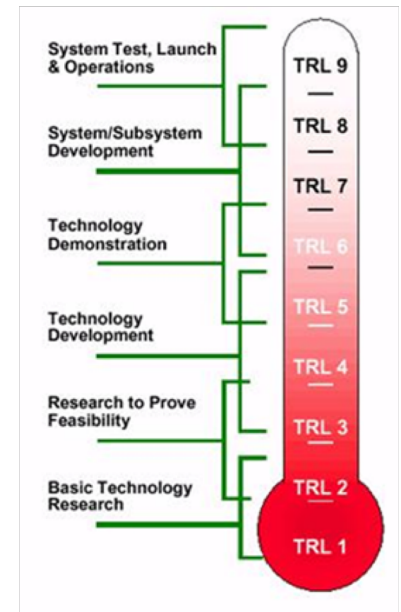 System Test, Launch
& Operations
System/Subsystem
Development
Technology
Demonstration
Technology
Development
Research to Prove
Feasibility
Basic Technology
Research
TRL 9
TRL 8
TRL 7
TRL 6
TRL 5
TRL 4
TRL 3
TRL 2
TRL 1